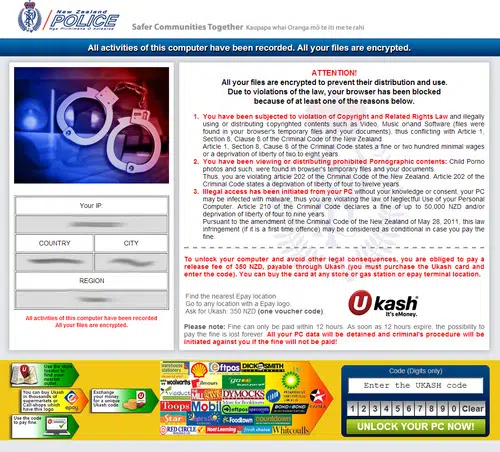 New Zealand
POLICE
Nga Pirihimana O Aotearoa
Safer Communities Together Kaupapa whai Oranga mō te iti me te rahi
All activities of this computer have been recorded. All your files are encrypted.
ATTENTION!
All your files are encrypted to prevent their distribution and use.
Due to violations of the law, your browser has been blocked
because of at least one of the reasons below.
1. You have been subjected to violation of Copyright and Related Rights Law and illegally
using or distributing copyrighted contents such as Video, Music or/and Software (files were
found in your browser's temporary files and your documents), thus conflicting with Article 1,
Section 8, Clause 8 of the Criminal Code of the New Zealand
Article 1, Section 8, Clause 8 of the Criminal Code states a fine or two hundred minimal wages
or a deprivation of liberty of two to eight years
2. You have been viewing or distributing prohibited Pornographic contents: Child Porno
photos and such, were found in browser's temporary files and your documents
Thus, you are violating article 202 of the Criminal Code of New Zealand. Article 202 of the
Criminal Code states a deprivation of liberty of four to twelve years
3. Illegal access has been initiated from your PC without your knowledge or consent, your PC
may be infected with malware, thus you are violating the law of neglectful Use of your Personal
Computer. Article 210 of the Criminal Code declares a fine of up to 50,000 NZD and/or
deprivation of liberty of four to nine years.
Pursuant to the amendment of the Criminal Code of the New Zealand of May 28, 2011, this law
infringement (if it is a first time offence) may be considered as conditional in case you pay the
fine.
Your IP:
COUNTRY
CITY
REGION
All activities of this computer have been recorded
All your files are encrypted.
To unlock your computer and avoid other legal consequences, you are obliged to pay a
release fee of 350 NZD, payable through Ukash (you must purchase the Ukash card and
enter the code). You can buy the card at any store or gas station or epay terminal location.
Find the nearest Epay location
Go to any location with a Epay logo.
Ask for Ukash: 350 NZD (one voucher code)
Ukash
It's eMoney.
Please note: Fine can only be paid within 12 hours. As soon as 12 hours expire, the possibility to
pay the fine is lost forever. All your PC data will be detained and criminal's procedure will be
initiated against you if the fine will not be paid!
Use the store
locator to
find your
nearest
outlet.
You can buy Ukash
in thousands of
supermarkets or
Call-shops which
have this logo
epay
Exchange your
money for
a unique
Ukash code
woolworths
eftpos
DICK SMITH
Whitcoulls
DYMOCKS
Toops
Mobil
Shell
Star
Foodtown
countdown
RED CIRCLE
Noel Leeming
fresh choice
Code (Digits only)
Enter the UKASH code
1 2 3 4 5 6 7 8 9 0 Clear
UNLOCK YOUR PC NOW!